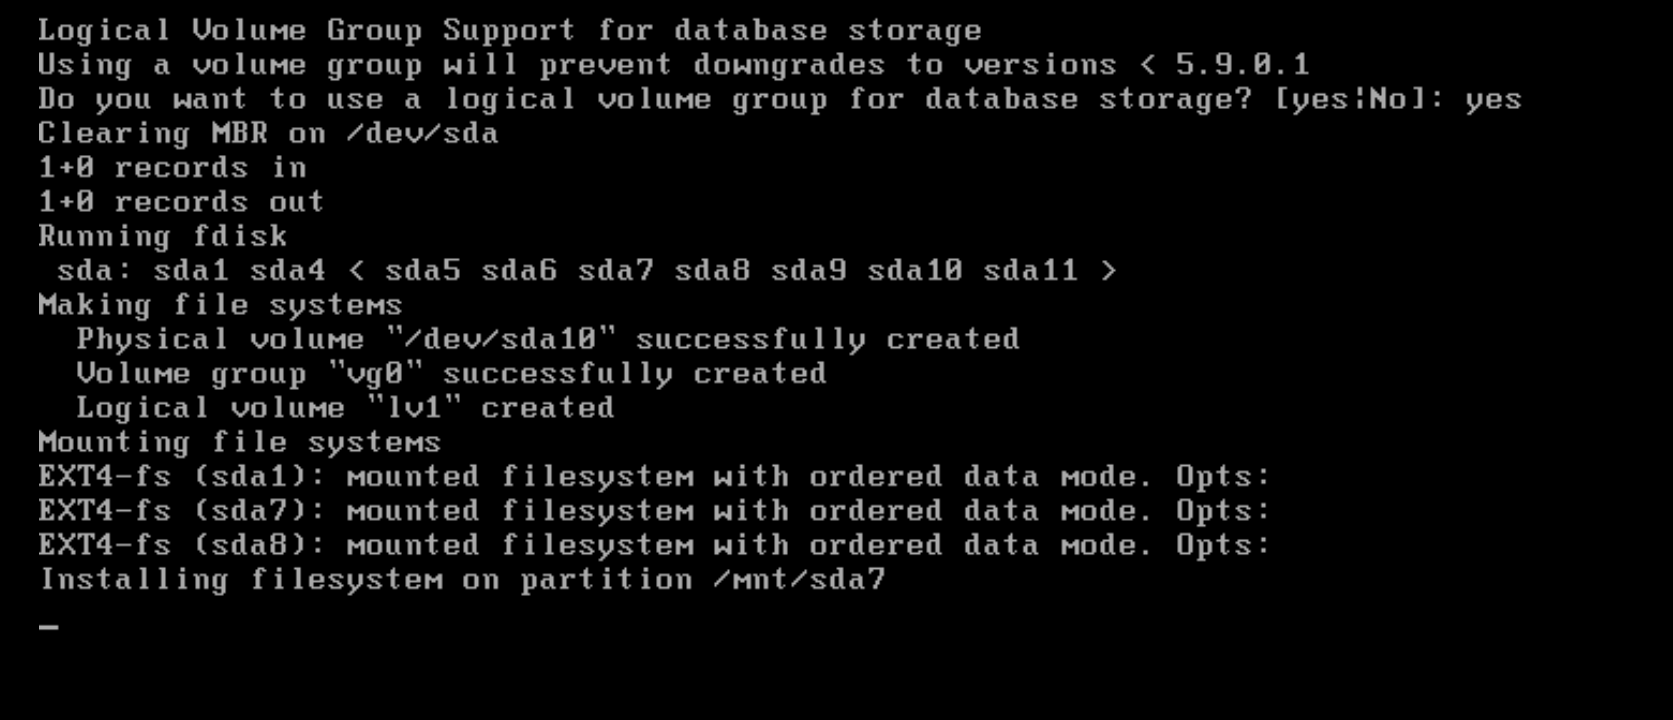 Logical Volume Group Support for database storage
Using a volume group will prevent downgrades to versions < 5.9.0.1
Do you want to use a logical volume group for database storage? [yes|No]: yes
Clearing MBR on /dev/sda
1+0 records in
1+0 records out
Running fdisk
 sda: sda1 sda4 < sda5 sda6 sda7 sda8 sda9 sda10 sda11 >
Making file systems
  Physical volume "/dev/sda10" successfully created
  Volume group "vg0" successfully created
  Logical volume "lv1" created
Mounting file systems
EXT4-fs (sda1): mounted filesystem with ordered data mode. Opts:
EXT4-fs (sda7): mounted filesystem with ordered data mode. Opts:
EXT4-fs (sda8): mounted filesystem with ordered data mode. Opts:
Installing filesystem on partition /mnt/sda7
_